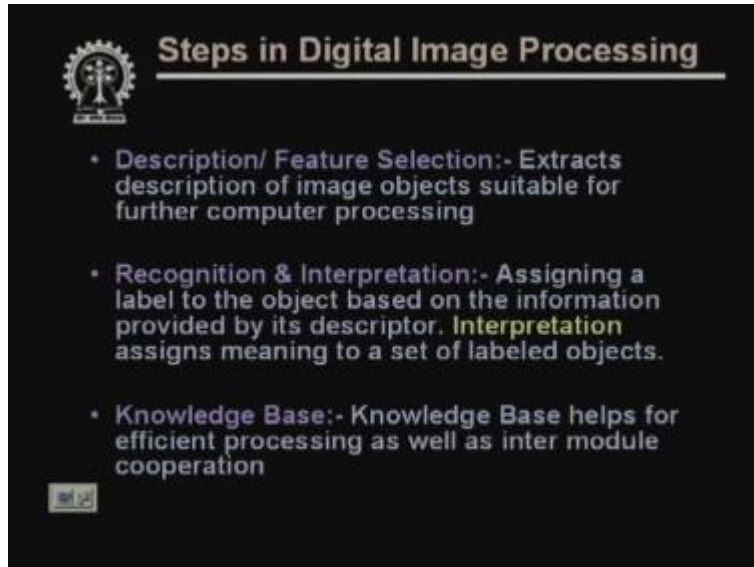 Steps in Digital Image Processing
• Description/ Feature Selection:- Extracts
description of image objects suitable for
further computer processing
• Recognition & Interpretation:- Assigning a
label to the object based on the information
provided by its descriptor. Interpretation
assigns meaning to a set of labeled objects.
• Knowledge Base:- Knowledge Base helps for
efficient processing as well as inter module
cooperation